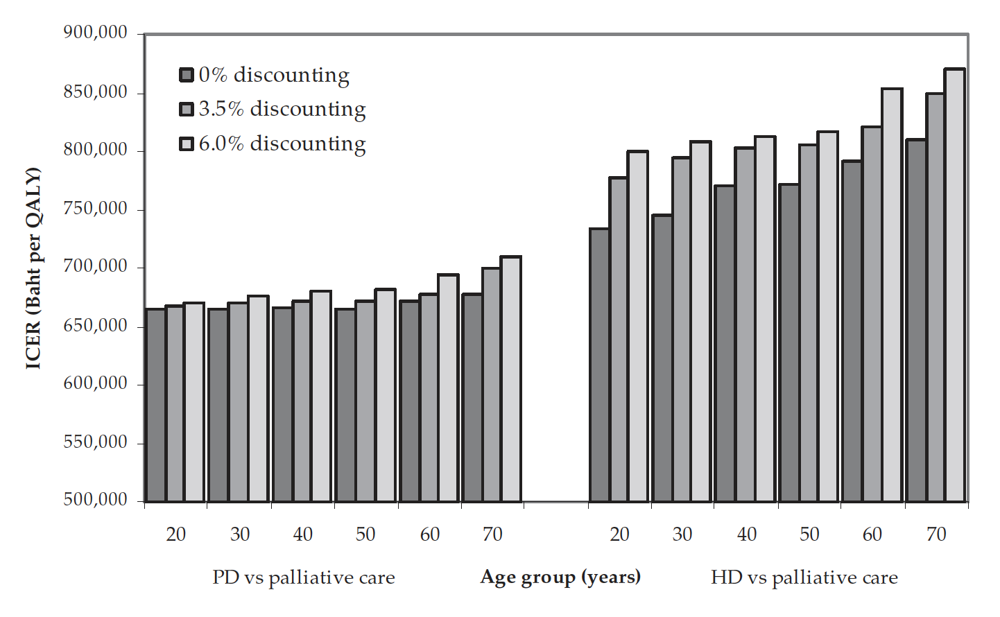 900,000
850,000
800,000
750,000
700,000
650,000
600,000
550,000
500,000
ICER (Baht per QALY)
0% discounting
3.5% discounting
6.0% discounting
20 30 40 50 60 70 20 30 40 50 60 70
PD vs palliative care Age group (years) HD vs palliative care